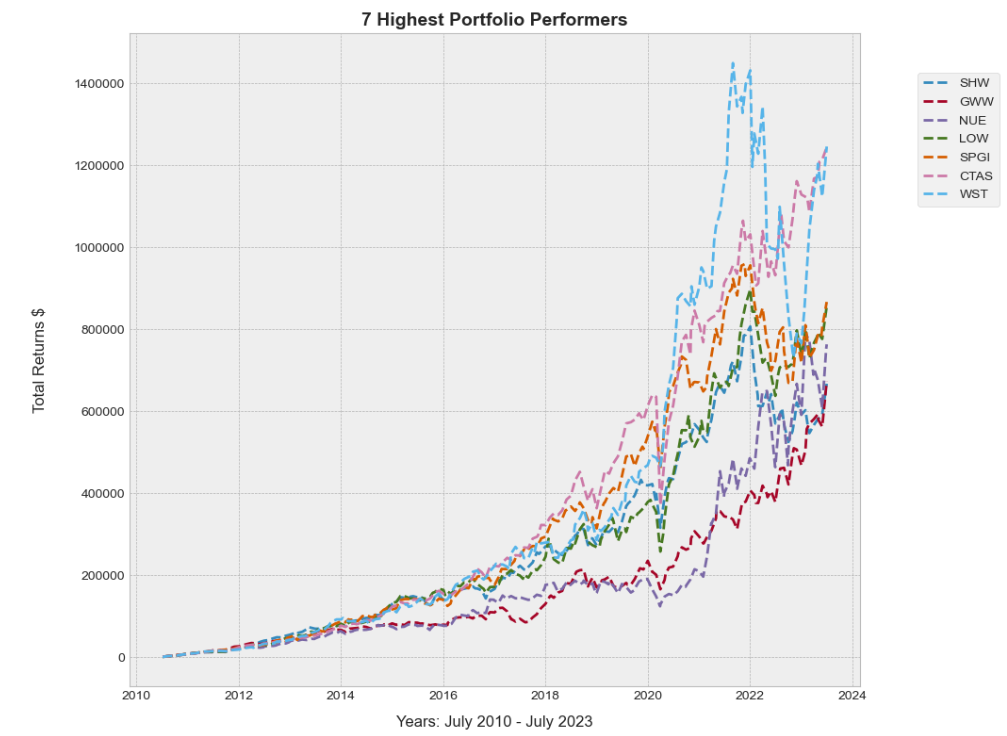 7 Highest Portfolio Performers
Total Returns $
1400000
1200000
1000000
800000
600000
400000
200000
0
2010
2012
2014
2016
2018
2020
2022
2024
Years: July 2010 - July 2023
SHW
GWW
NUE
LOW
SPGI
CTAS
WST